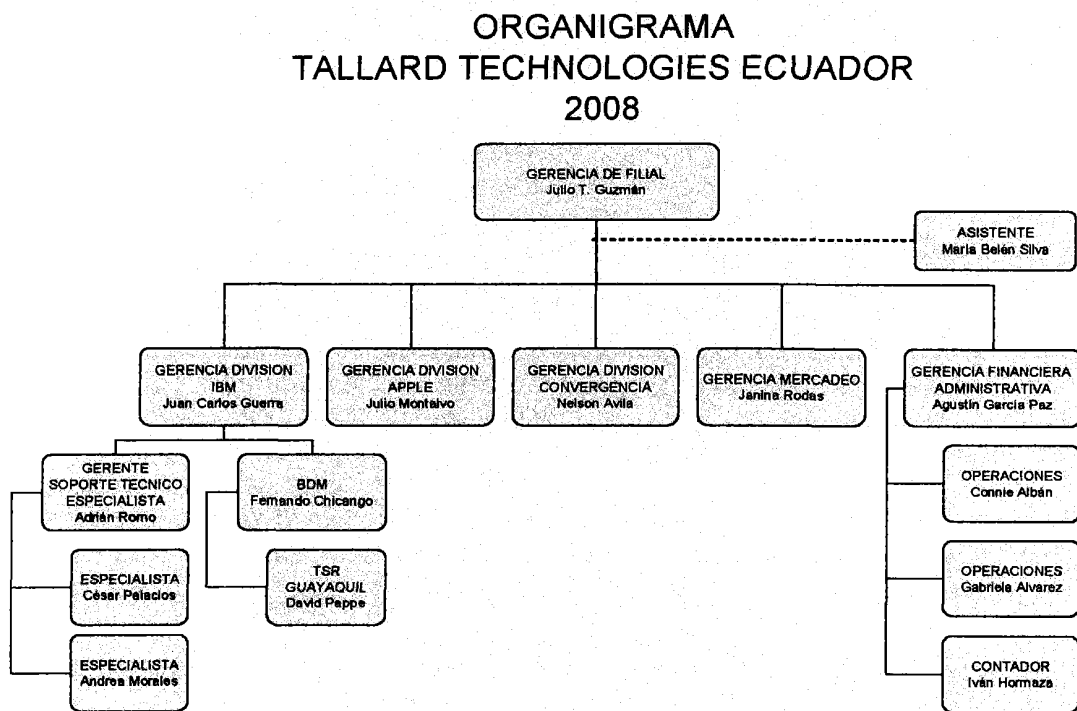 ORGANIGRAMA
TALLARD TECHNOLOGIES ECUADOR
2008
GERENCIA DE FILIAL
Julio T. Guzmán
ASISTENTE
María Belén Silva
GERENCIA DIVISION
IBM
Juan Carlos Guerra
GERENCIA DIVISION
APPLE
Julio Montalvo
GERENCIA DIVISION
CONVERGENCIA
Nelson Avila
GERENCIA MERCADEO
Janina Rodas
GERENCIA FINANCIERA
ADMINISTRATIVA
Agustín García Paz
GERENTE
SOPORTE TECNICO
ESPECIALISTA
Adrián Romo
BDM
Fernando Chicango
OPERACIONES
Connie Albán
ESPECIALISTA
César Palacios
TSR
GUAYAQUIL
David Pappe
OPERACIONES
Gabriela Alvarez
ESPECIALISTA
Andrea Morales
CONTADOR
Iván Hormaza